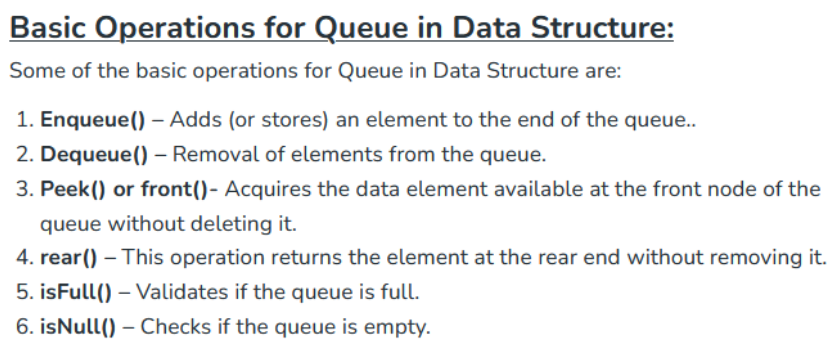 Basic Operations for Queue in Data Structure:
Some of the basic operations for Queue in Data Structure are:
1. Enqueue() – Adds (or stores) an element to the end of the queue..
2. Dequeue() – Removal of elements from the queue.
3. Peek() or front()- Acquires the data element available at the front node of the
queue without deleting it.
4. rear() – This operation returns the element at the rear end without removing it.
5. isFull() – Validates if the queue is full.
6. isNull() – Checks if the queue is empty.